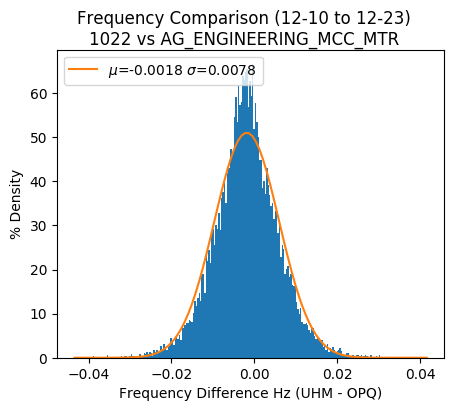 Frequency Comparison (12-10 to 12-23)
1022 vs AG_ENGINEERING_MCC_MTR
μ=-0.0018 σ=0.0078
60
50
40
30
20
10
0
% Density
−0.04 −0.02 0.00 0.02 0.04
Frequency Difference Hz (UHM - OPQ)